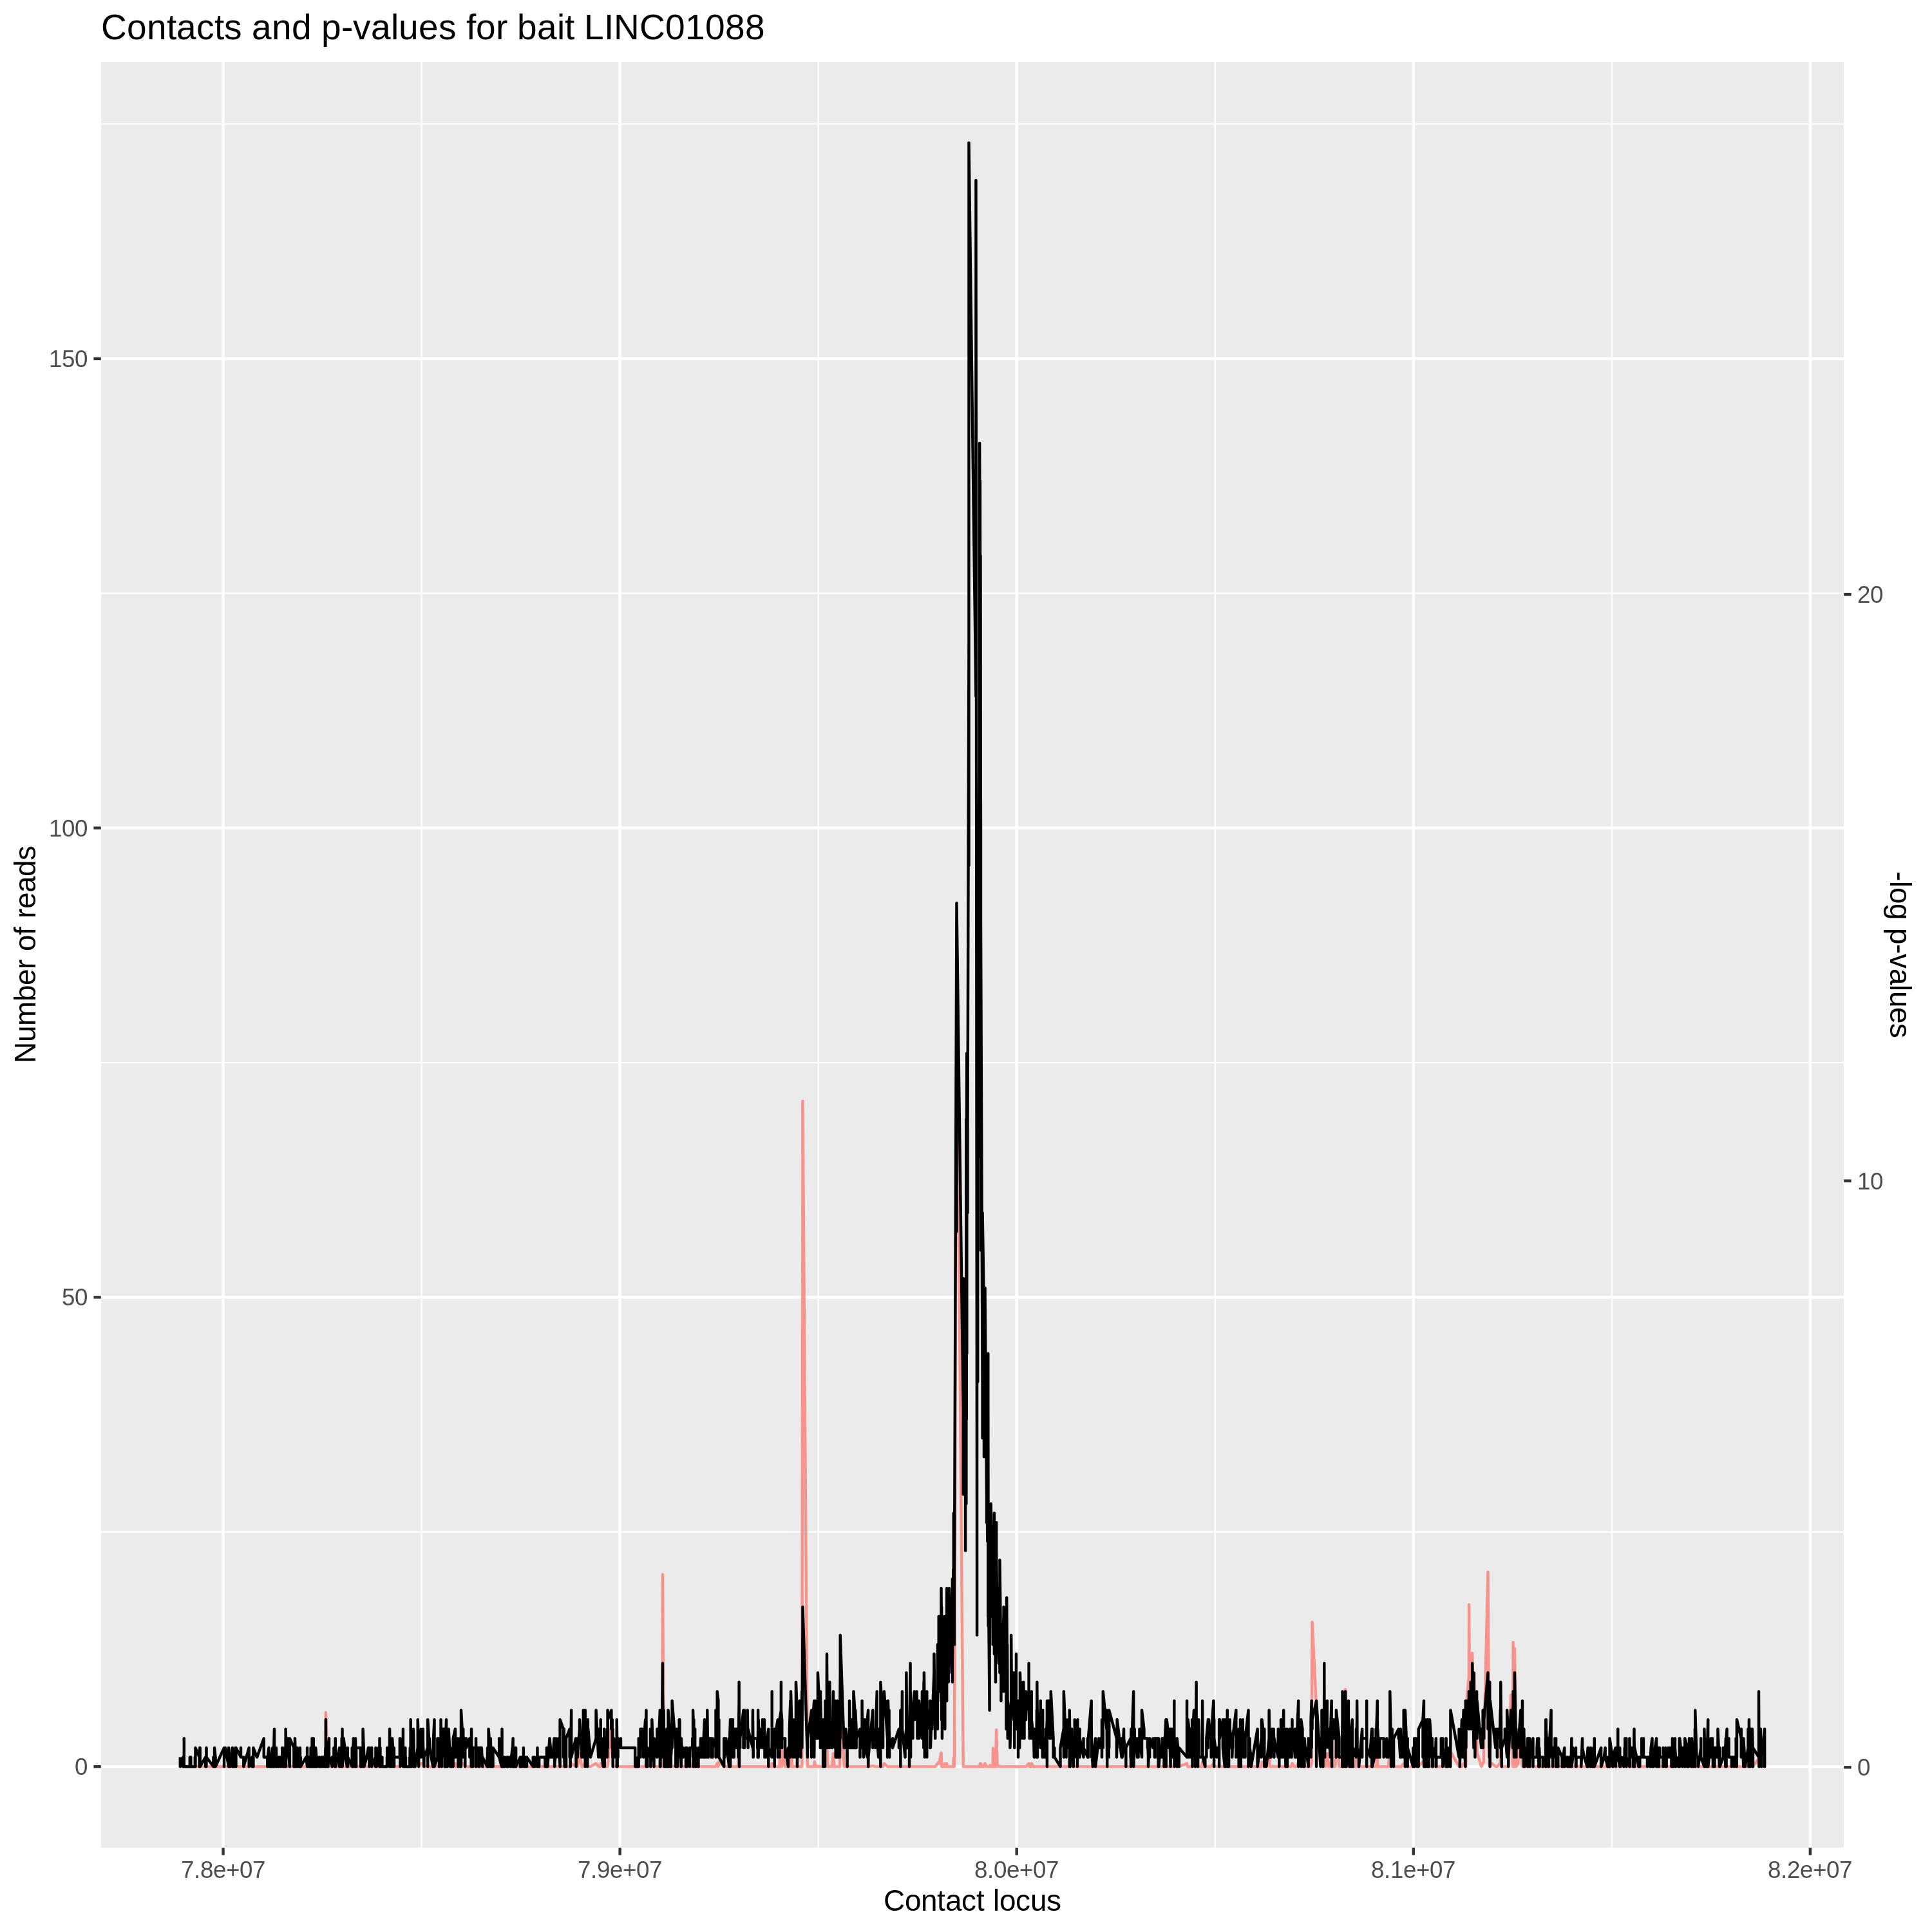 Contacts and p-values for bait LINC01088
150
100
50
0
20
10
0
Number of reads
-log p-values
7.8e+07
7.9e+07
8.0e+07
8.1e+07
8.2e+07
Contact locus